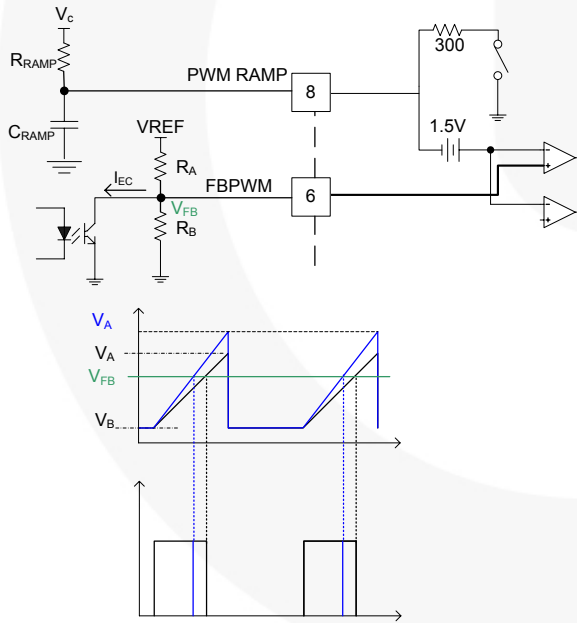 Vc
300
RRAMP
PWM RAMP
8
CRAMP
1.5V
VREF
-
+
RA
IEC
FBPWM
6
VFB
RB
-
+
VA
VA
VFB
VB